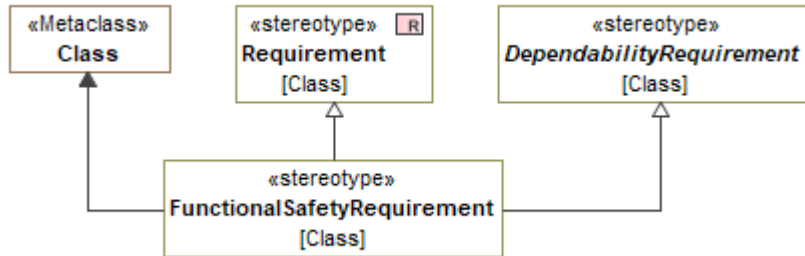 «Metaclass»
Class
«stereotype» R
Requirement
[Class]
«stereotype»
DependabilityRequirement
[Class]
«stereotype»
FunctionalSafetyRequirement
[Class]